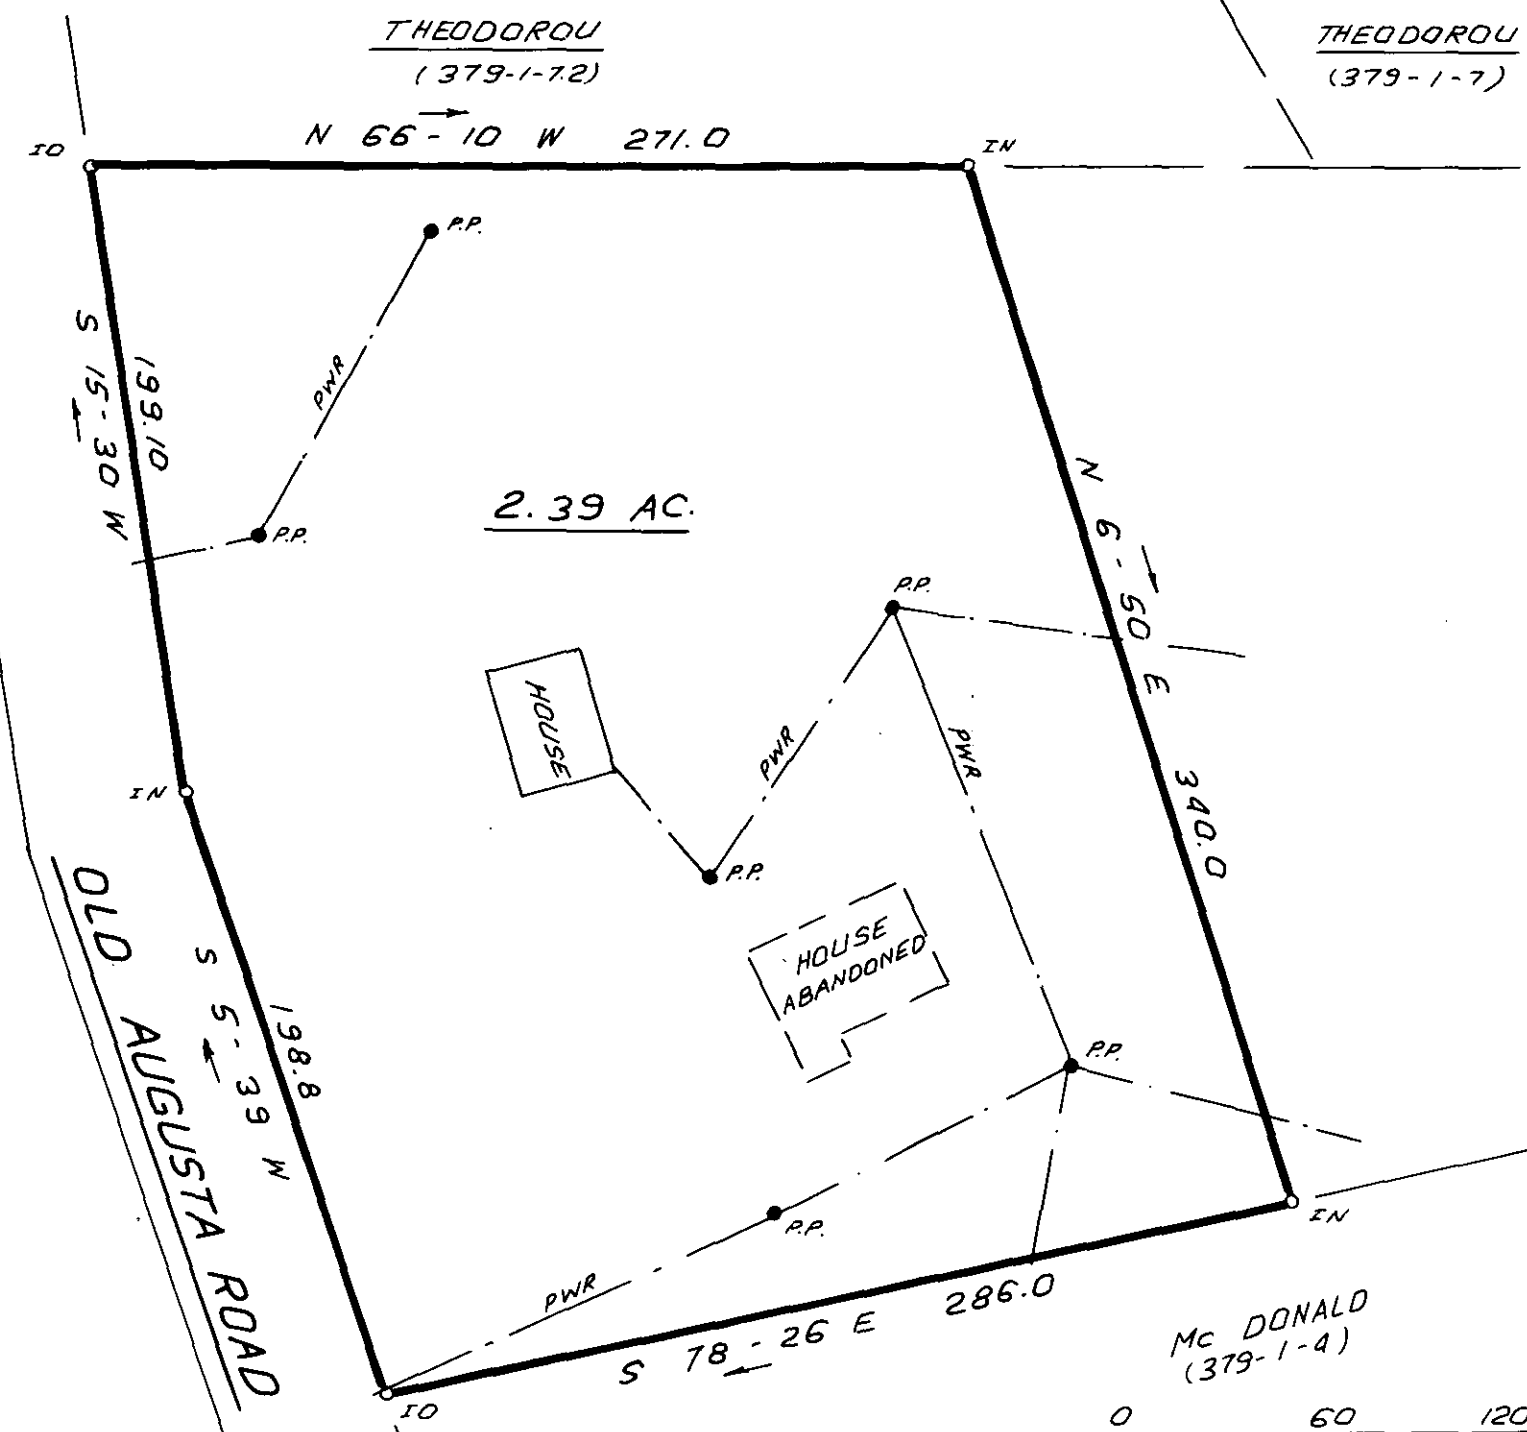 THEODOROU
(379-1-7.2)
THEODOROU
(379-1-7)
N 66-10 W 271.0
IO
IN
P.P.
S 15-30 W
199.10
PWR
P.P.
2.39 AC.
N 6-50 E 340.0
P.P.
HOUSE
PWR
PWR
IN
P.P.
HOUSE
ABANDONED
OLD AUGUSTA ROAD
S 5-39 W
198.8
P.P.
P.P.
IN
PWR
S 78-26 E 286.0
Mc DONALD
(379-1-4)
IO
0 60 120